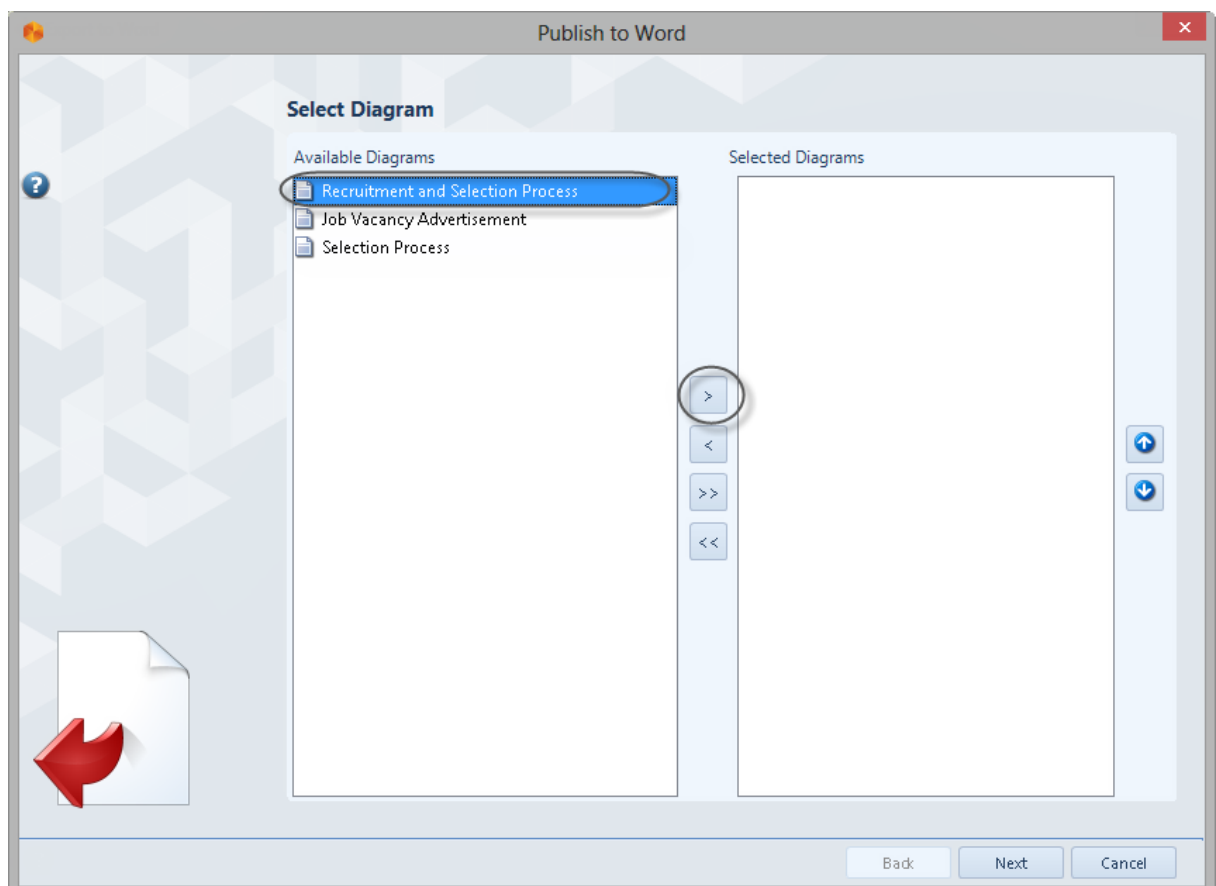 Publish to Word
Select Diagram
Available Diagrams
Selected Diagrams
Recruitment and Selection Process
Job Vacancy Advertisement
Selection Process
>
<
>>
<<
Back
Next
Cancel